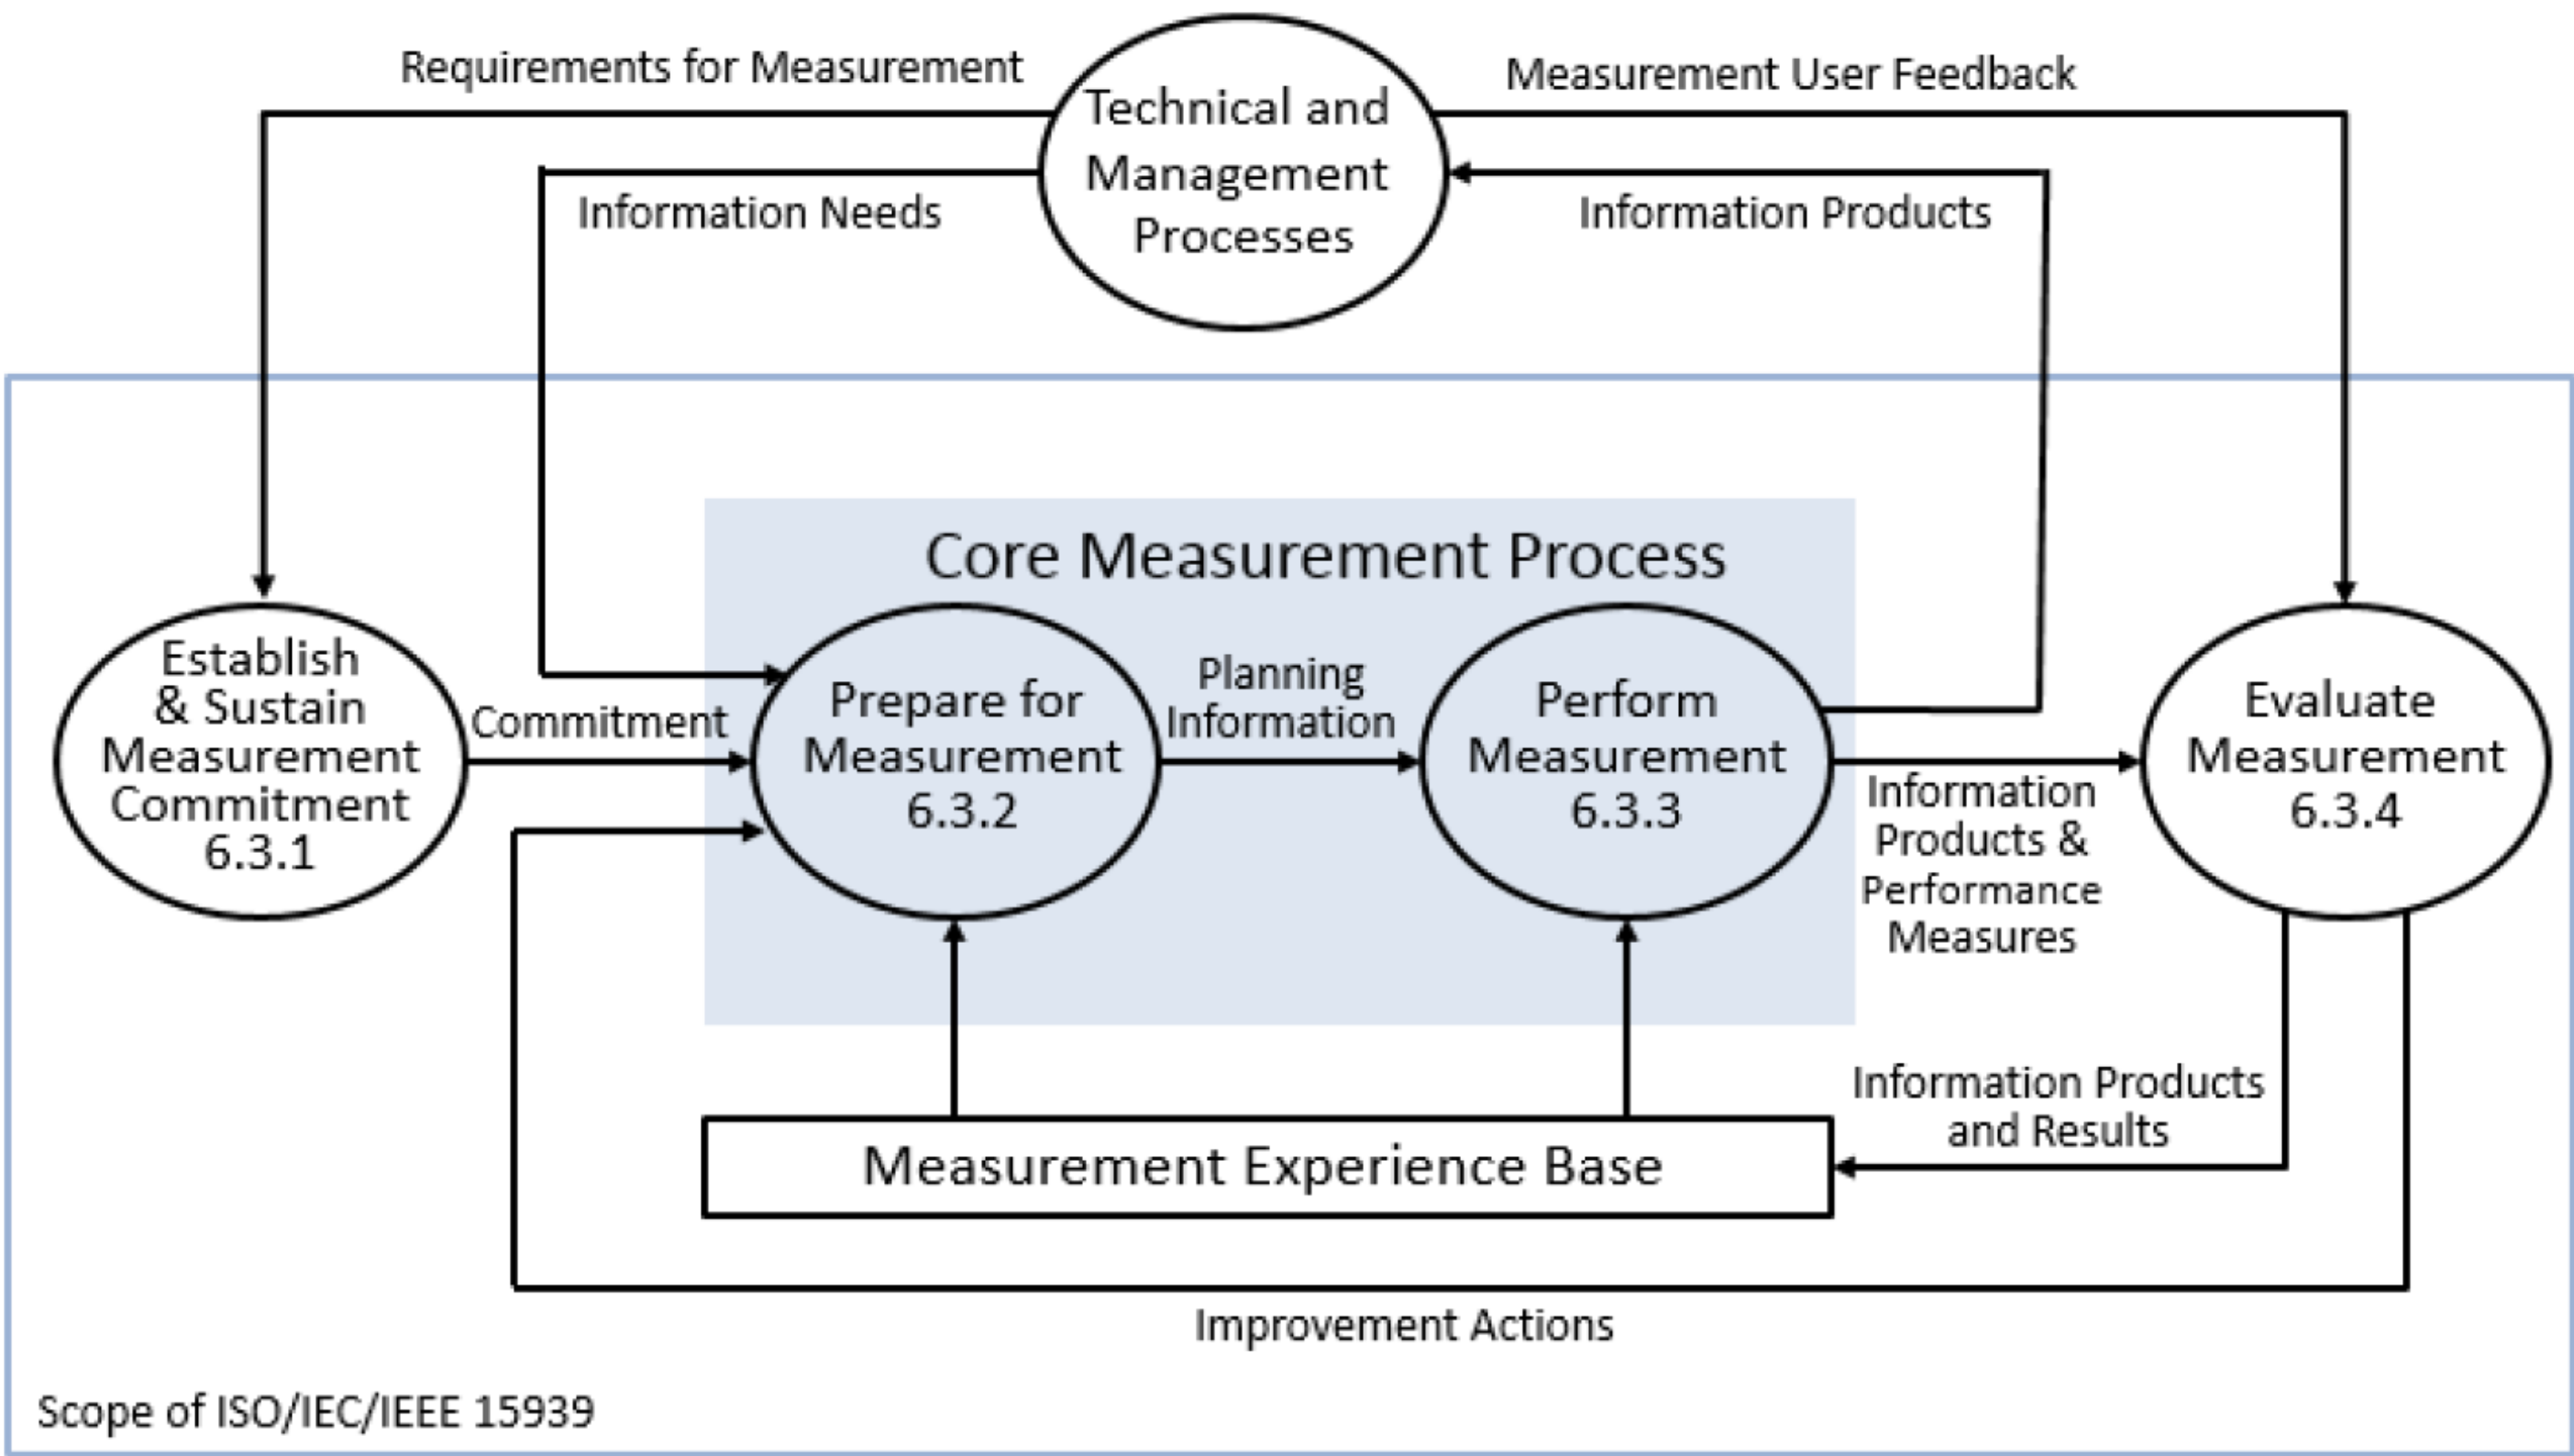 Requirements for Measurement
Measurement User Feedback
Technical and
Management
Processes
Information Needs
Information Products
Core Measurement Process
Establish
& Sustain
Measurement
Commitment
6.3.1
Commitment
Prepare for
Measurement
6.3.2
Planning
Information
Perform
Measurement
6.3.3
Information
Products &
Performance
Measures
Evaluate
Measurement
6.3.4
Information Products
and Results
Measurement Experience Base
Improvement Actions
Scope of ISO/IEC/IEEE 15939